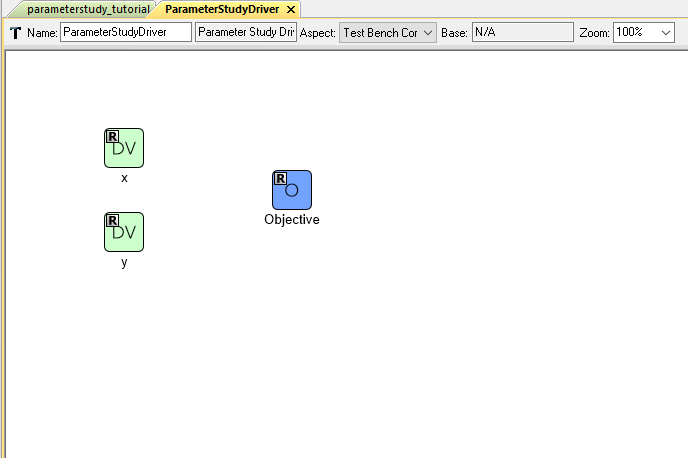 parameterstudy_tutorial ParameterStudyDriver
Name: ParameterStudyDriver Parameter Study Dri Aspect: Test Bench Cor Base: N/A Zoom: 100%
R
DV
x
R
O
Objective
R
DV
y